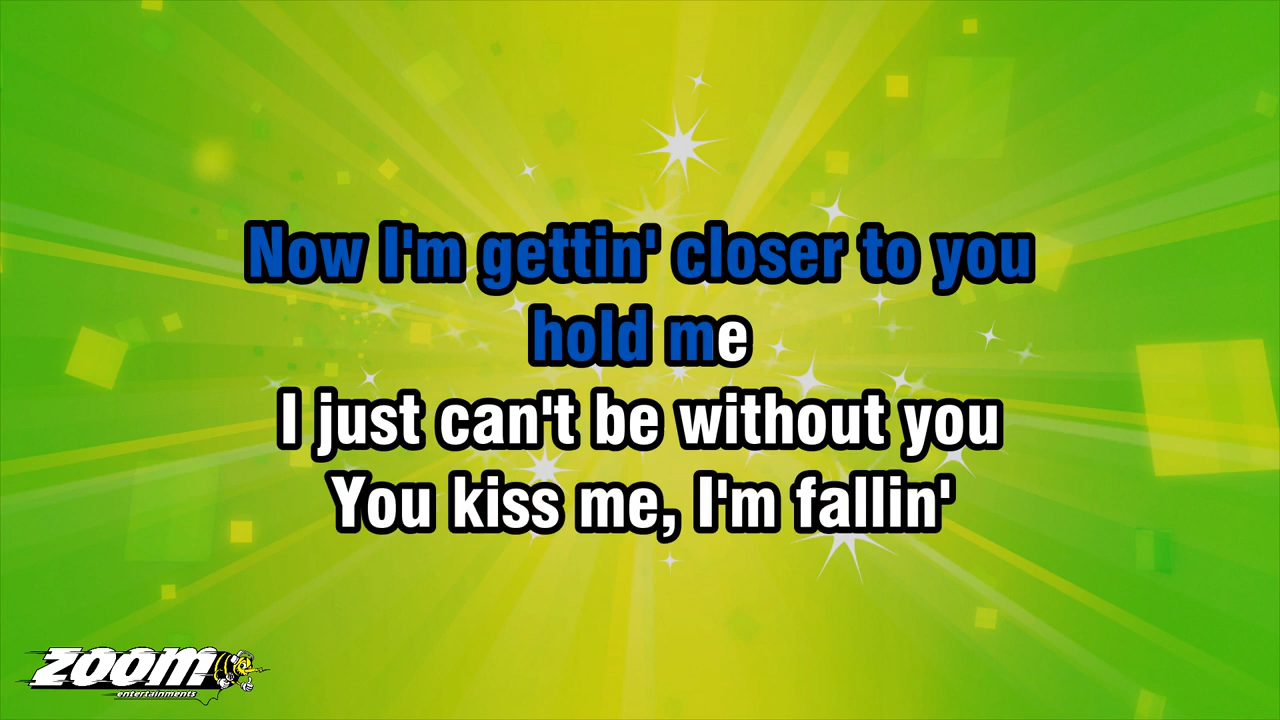 Now I'm gettin' closer to you
hold me
I just can't be without you
You kiss me, I'm fallin'
zoom
entertainments